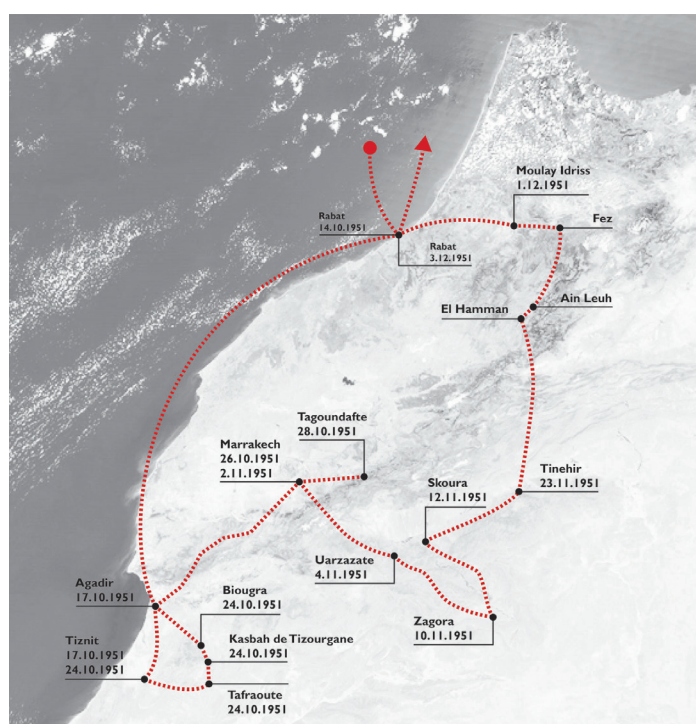 Moulay Idriss
1.12.1951
Fez
Rabat
14.10.1951
Rabat
3.12.1951
Ain Leuh
El Hamman
Tagoundafte
28.10.1951
Marrakech
26.10.1951
2.11.1951
Skoura
12.11.1951
Tinehir
23.11.1951
Uarzazate
4.11.1951
Agadir
17.10.1951
Biougra
24.10.1951
Zagora
10.11.1951
Tiznit
17.10.1951
24.10.1951
Kasbah de Tizourgane
24.10.1951
Tafraoute
24.10.1951